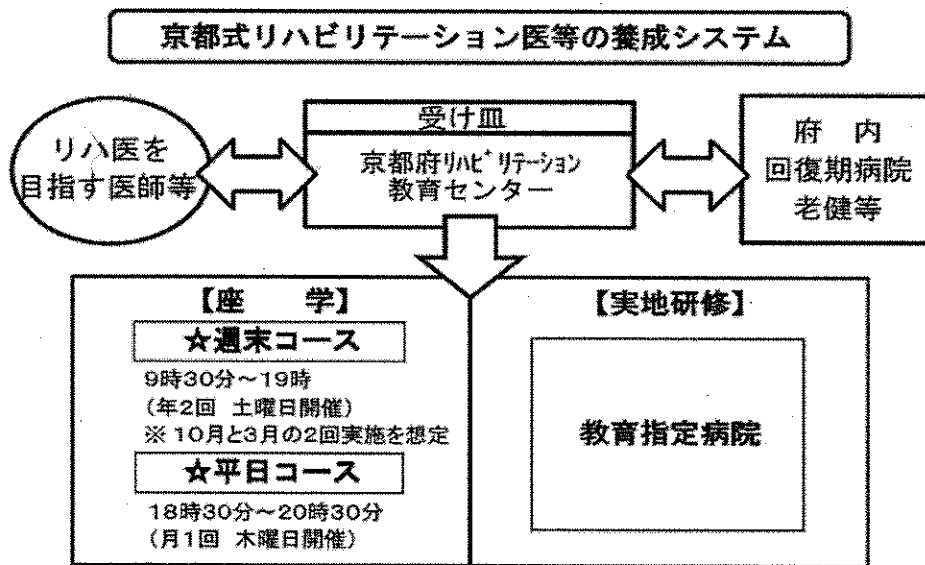 京都式リハビリテーション医等の養成システム
リハ医を
目指す医師等
受け皿
京都府ﾘﾊﾋﾞﾘﾃｰｼｮﾝ
教育センター
府　内
回復期病院
老健等
【座　　学】
☆週末コース
9時30分～19時
(年2回　土曜日開催)
※ 10月と3月の2回実施を想定
☆平日コース
18時30分～20時30分
(月1回　木曜日開催)
【実地研修】
教育指定病院